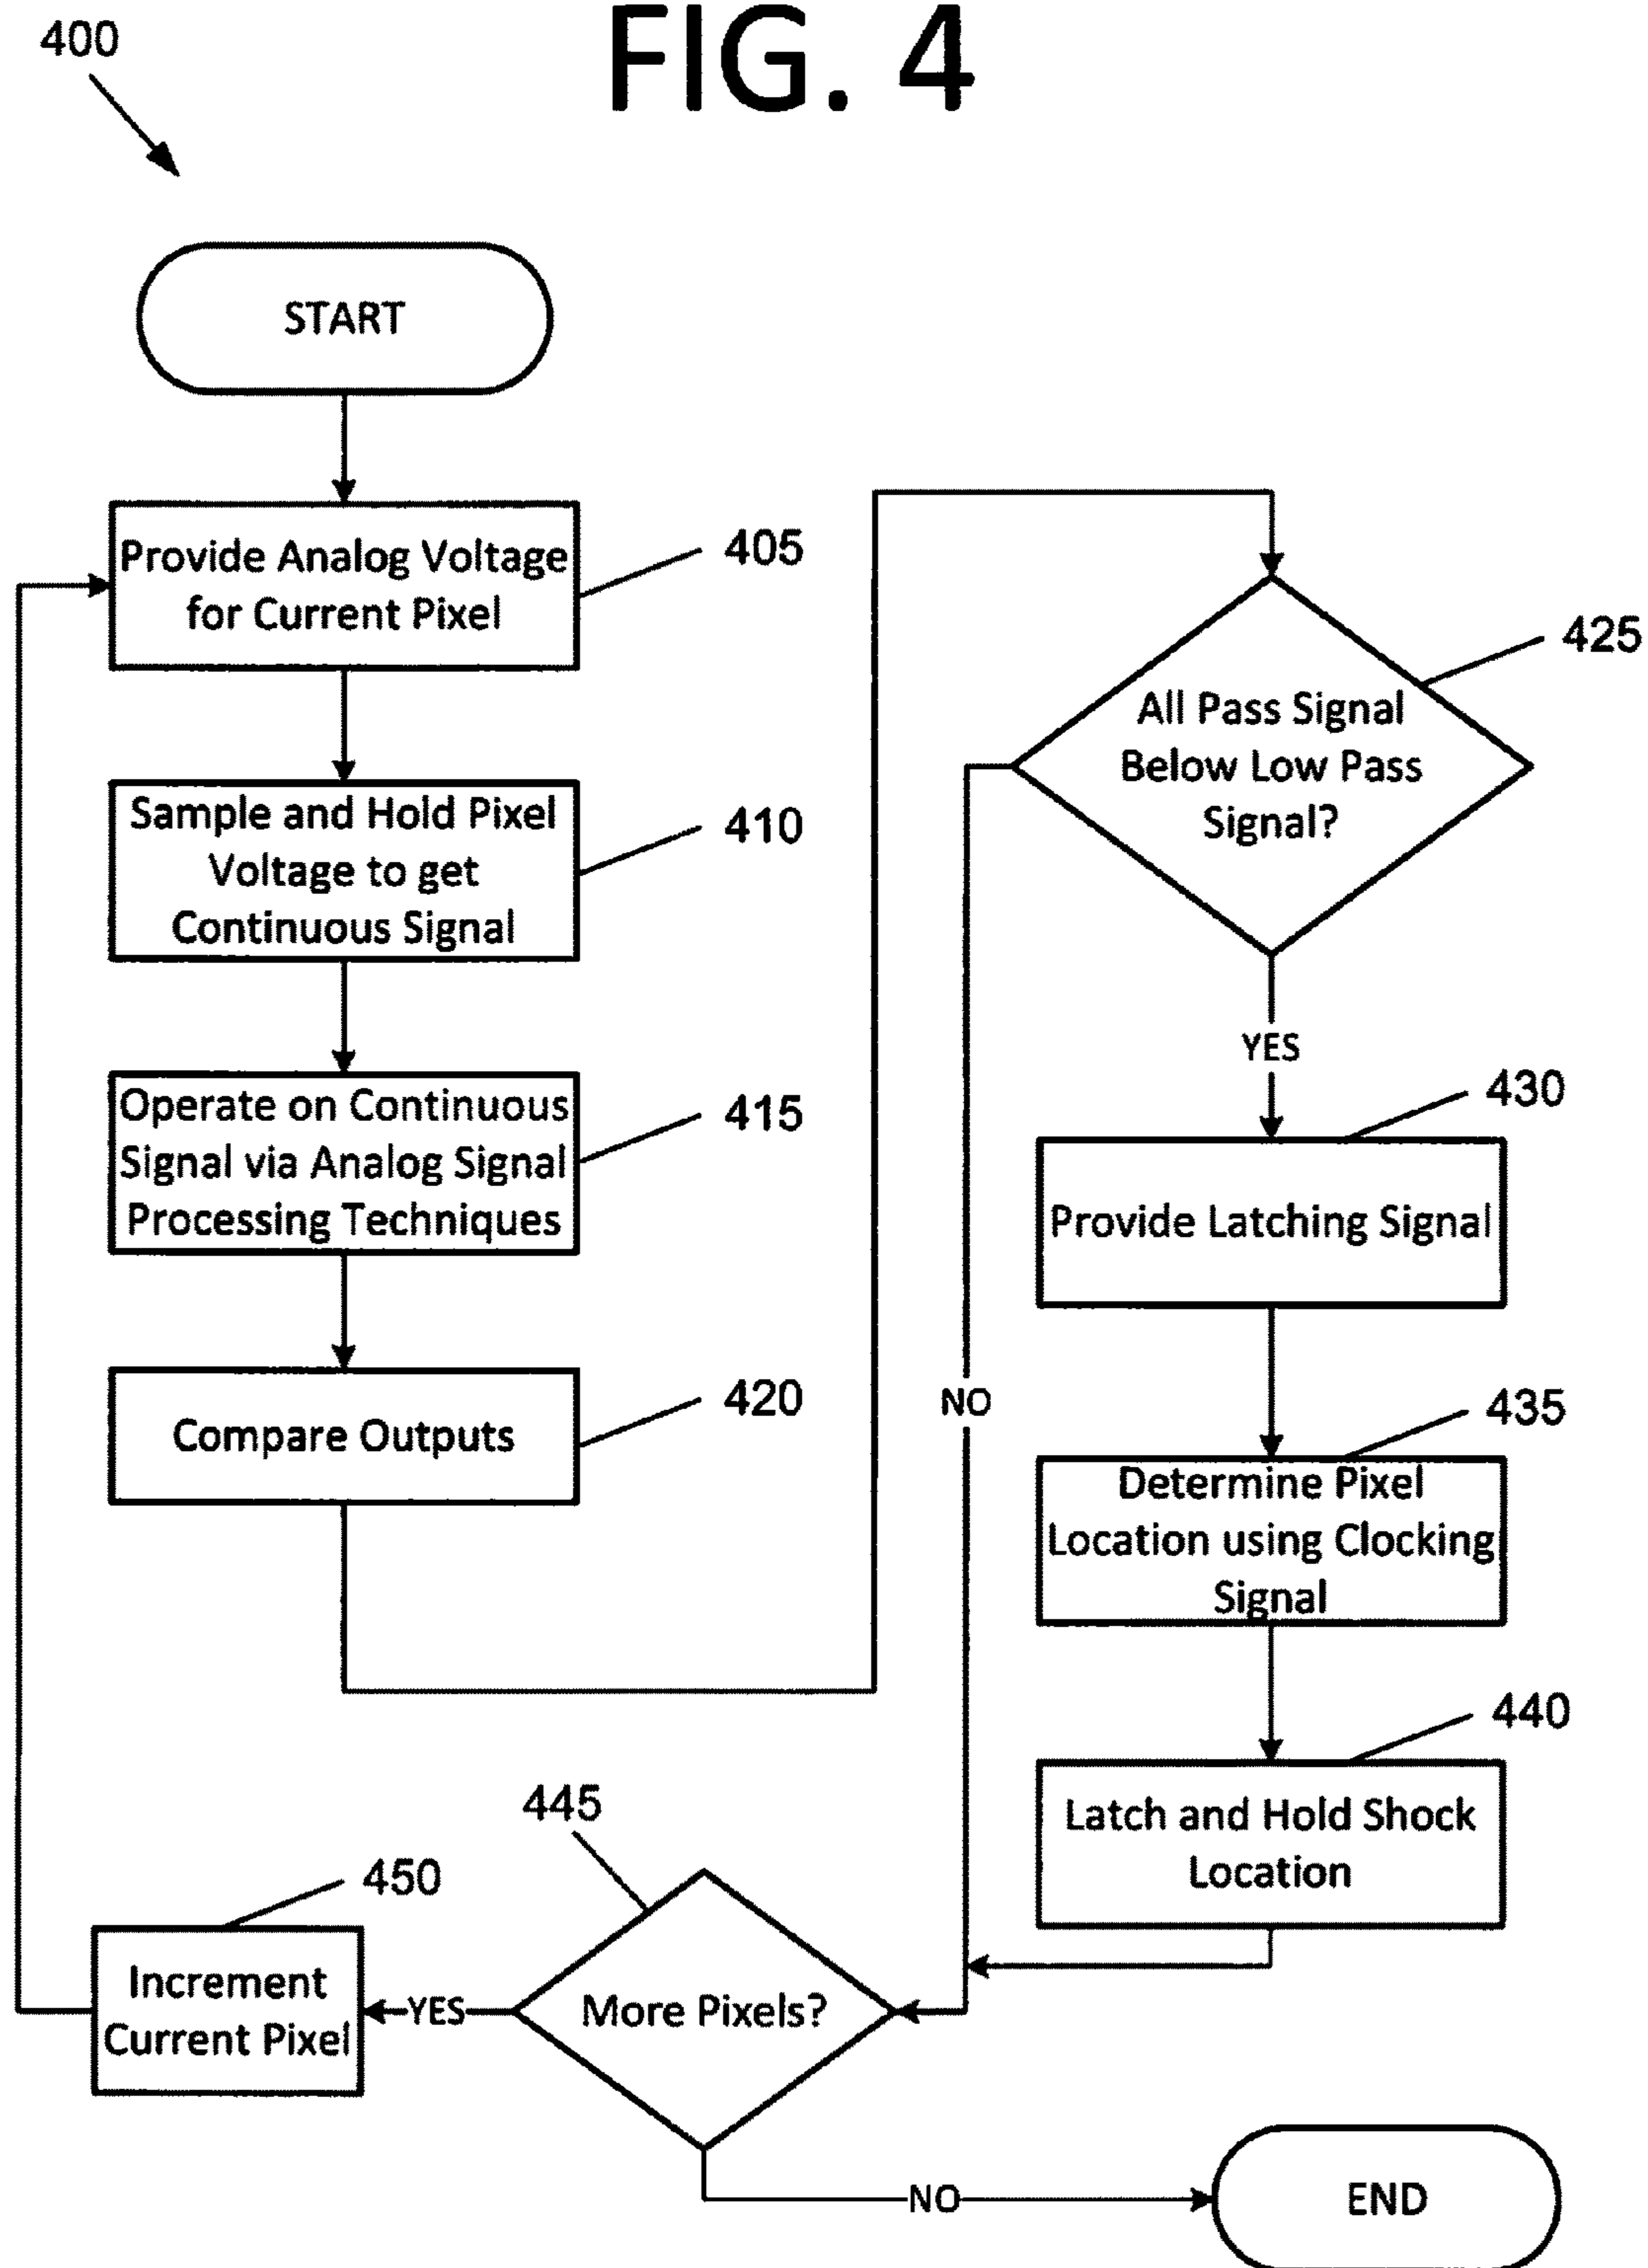 FIG. 4
400
START
Provide Analog Voltage
for Current Pixel
405
Sample and Hold Pixel
Voltage to get
Continuous Signal
410
Operate on Continuous
Signal via Analog Signal
Processing Techniques
415
Compare Outputs
420
All Pass Signal
Below Low Pass
Signal?
425
YES
NO
Provide Latching Signal
430
Determine Pixel
Location using Clocking
Signal
435
Latch and Hold Shock
Location
440
More Pixels?
445
YES
Increment
Current Pixel
450
NO
END